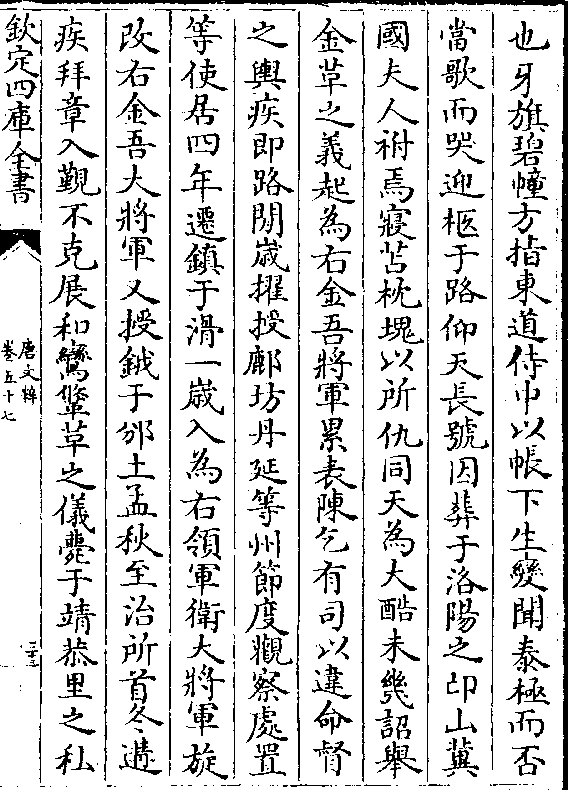 也牙旗碧幢方指東道侍中以帳下生變聞泰極而否
當歌而哭迎柩于路仰天長號因葬于洛陽之邙山冀
國夫人祔焉寢苫枕塊以所仇同天為大酷未幾詔舉
金草之義起為右金吾將軍累表陳乞有司以違命督
之輿疾即路閒歳擢授鄜坊丹延等州節度觀察處置
等使居四年遷鎮于滑一歳入為右領軍衛大將軍旋
改右金吾大將軍又授鉞于邠土孟秋至治所首冬遘
疾拜章入覲不克展和鸞鞶草之儀薨于靖恭里之私
欽定四庫全書
唐文粹
卷五十七
二十三